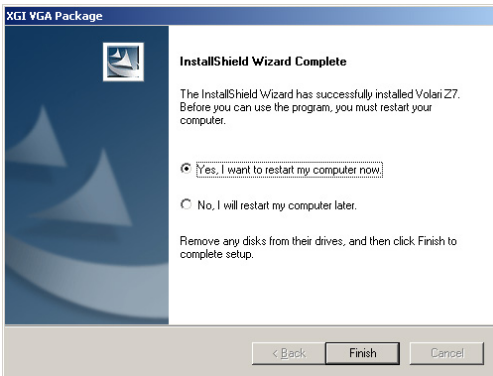 XGI VGA Package
InstallShield Wizard Complete
The InstallShield Wizard has successfully installed Volari Z7.
Before you can use the program, you must restart your
computer.
Yes, I want to restart my computer now.
No, I will restart my computer later.
Remove any disks from their drives, and then click Finish to
complete setup.
< Back
Finish
Cancel